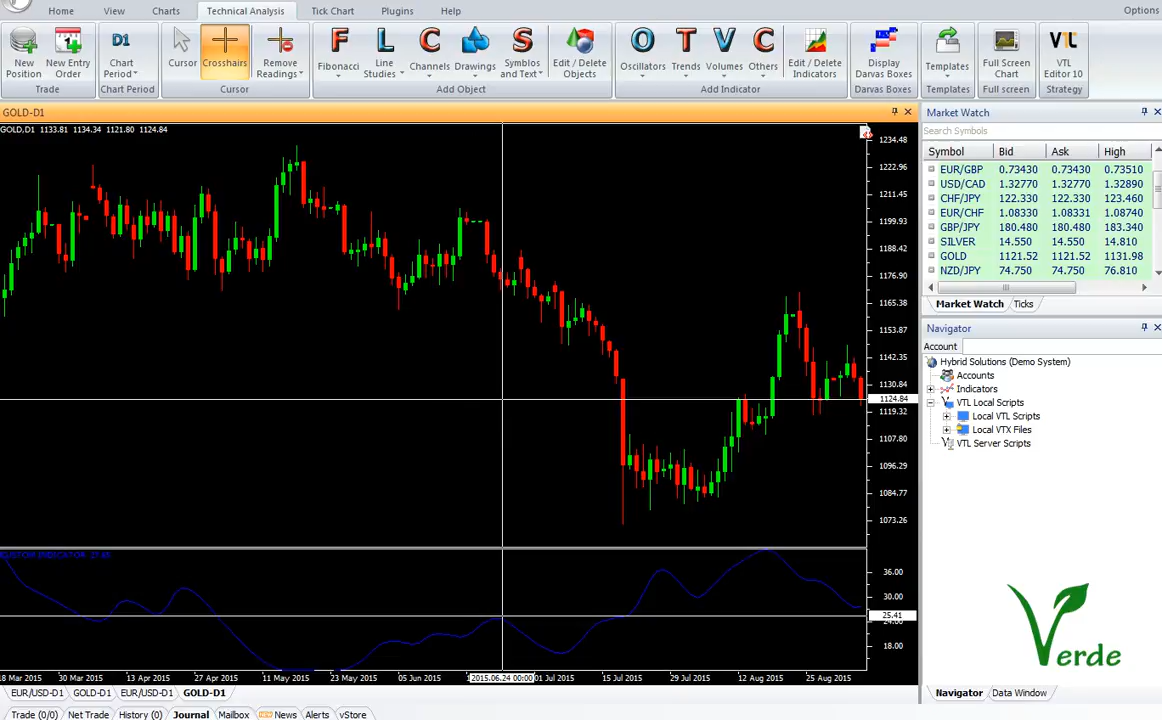 Home View Charts Technical Analysis Tick Chart Plugins Help Options
New Position
New Entry Order
D1
Chart Period
Cursor
Crosshairs
Remove Readings
F
Fibonacci
L
Line Studies
C
Channels
Drawings
S
Symbols and Text
Edit / Delete Objects
O
Oscillators
T
Trends
V
Volumes
C
Others
Edit / Delete Indicators
Display Darvas Boxes
Templates
Full Screen Chart
VTL
VTL Editor 10
Trade Chart Period Cursor Add Object Add Indicator Darvas Boxes Templates Full screen Strategy
GOLD-D1
GOLD,D1 1133.81 1134.34 1121.80 1124.84
1234.48
1222.96
1211.45
1199.93
1188.42
1176.90
1165.38
1153.87
1142.35
1130.84
1124.84
1119.32
1107.80
1096.29
1084.77
1073.26
CUSTOM INDICATOR
36.00
30.00
25.41
18.00
18 Mar 2015 30 Mar 2015 13 Apr 2015 27 Apr 2015 11 May 2015 23 May 2015 05 Jun 2015 2015.06.24 00:00 01 Jul 2015 15 Jul 2015 29 Jul 2015 12 Aug 2015 25 Aug 2015
EUR/USD-D1 GOLD-D1 EUR/USD-D1 GOLD-D1
Trade (0/0) Net Trade History (0) Journal Mailbox News Alerts vStore
Market Watch
Search Symbols
Symbol Bid Ask High
EUR/GBP 0.73430 0.73430 0.73510
USD/CAD 1.32770 1.32770 1.32890
CHF/JPY 122.330 122.330 123.460
EUR/CHF 1.08330 1.08331 1.08740
GBP/JPY 180.480 180.480 183.340
SILVER 14.550 14.550 14.810
GOLD 1121.52 1121.52 1131.98
NZD/JPY 74.750 74.750 76.810
Market Watch Ticks
Navigator
Account
Hybrid Solutions (Demo System)
Accounts
Indicators
VTL Local Scripts
Local VTL Scripts
Local VTX Files
VTL Server Scripts
Verde
Navigator Data Window